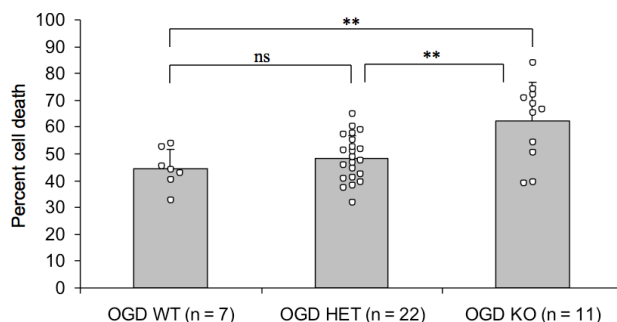 100
90
80
70
60
50
40
30
20
10
0
Percent cell death
**
ns
**
OGD WT (n = 7)
OGD HET (n = 22)
OGD KO (n = 11)